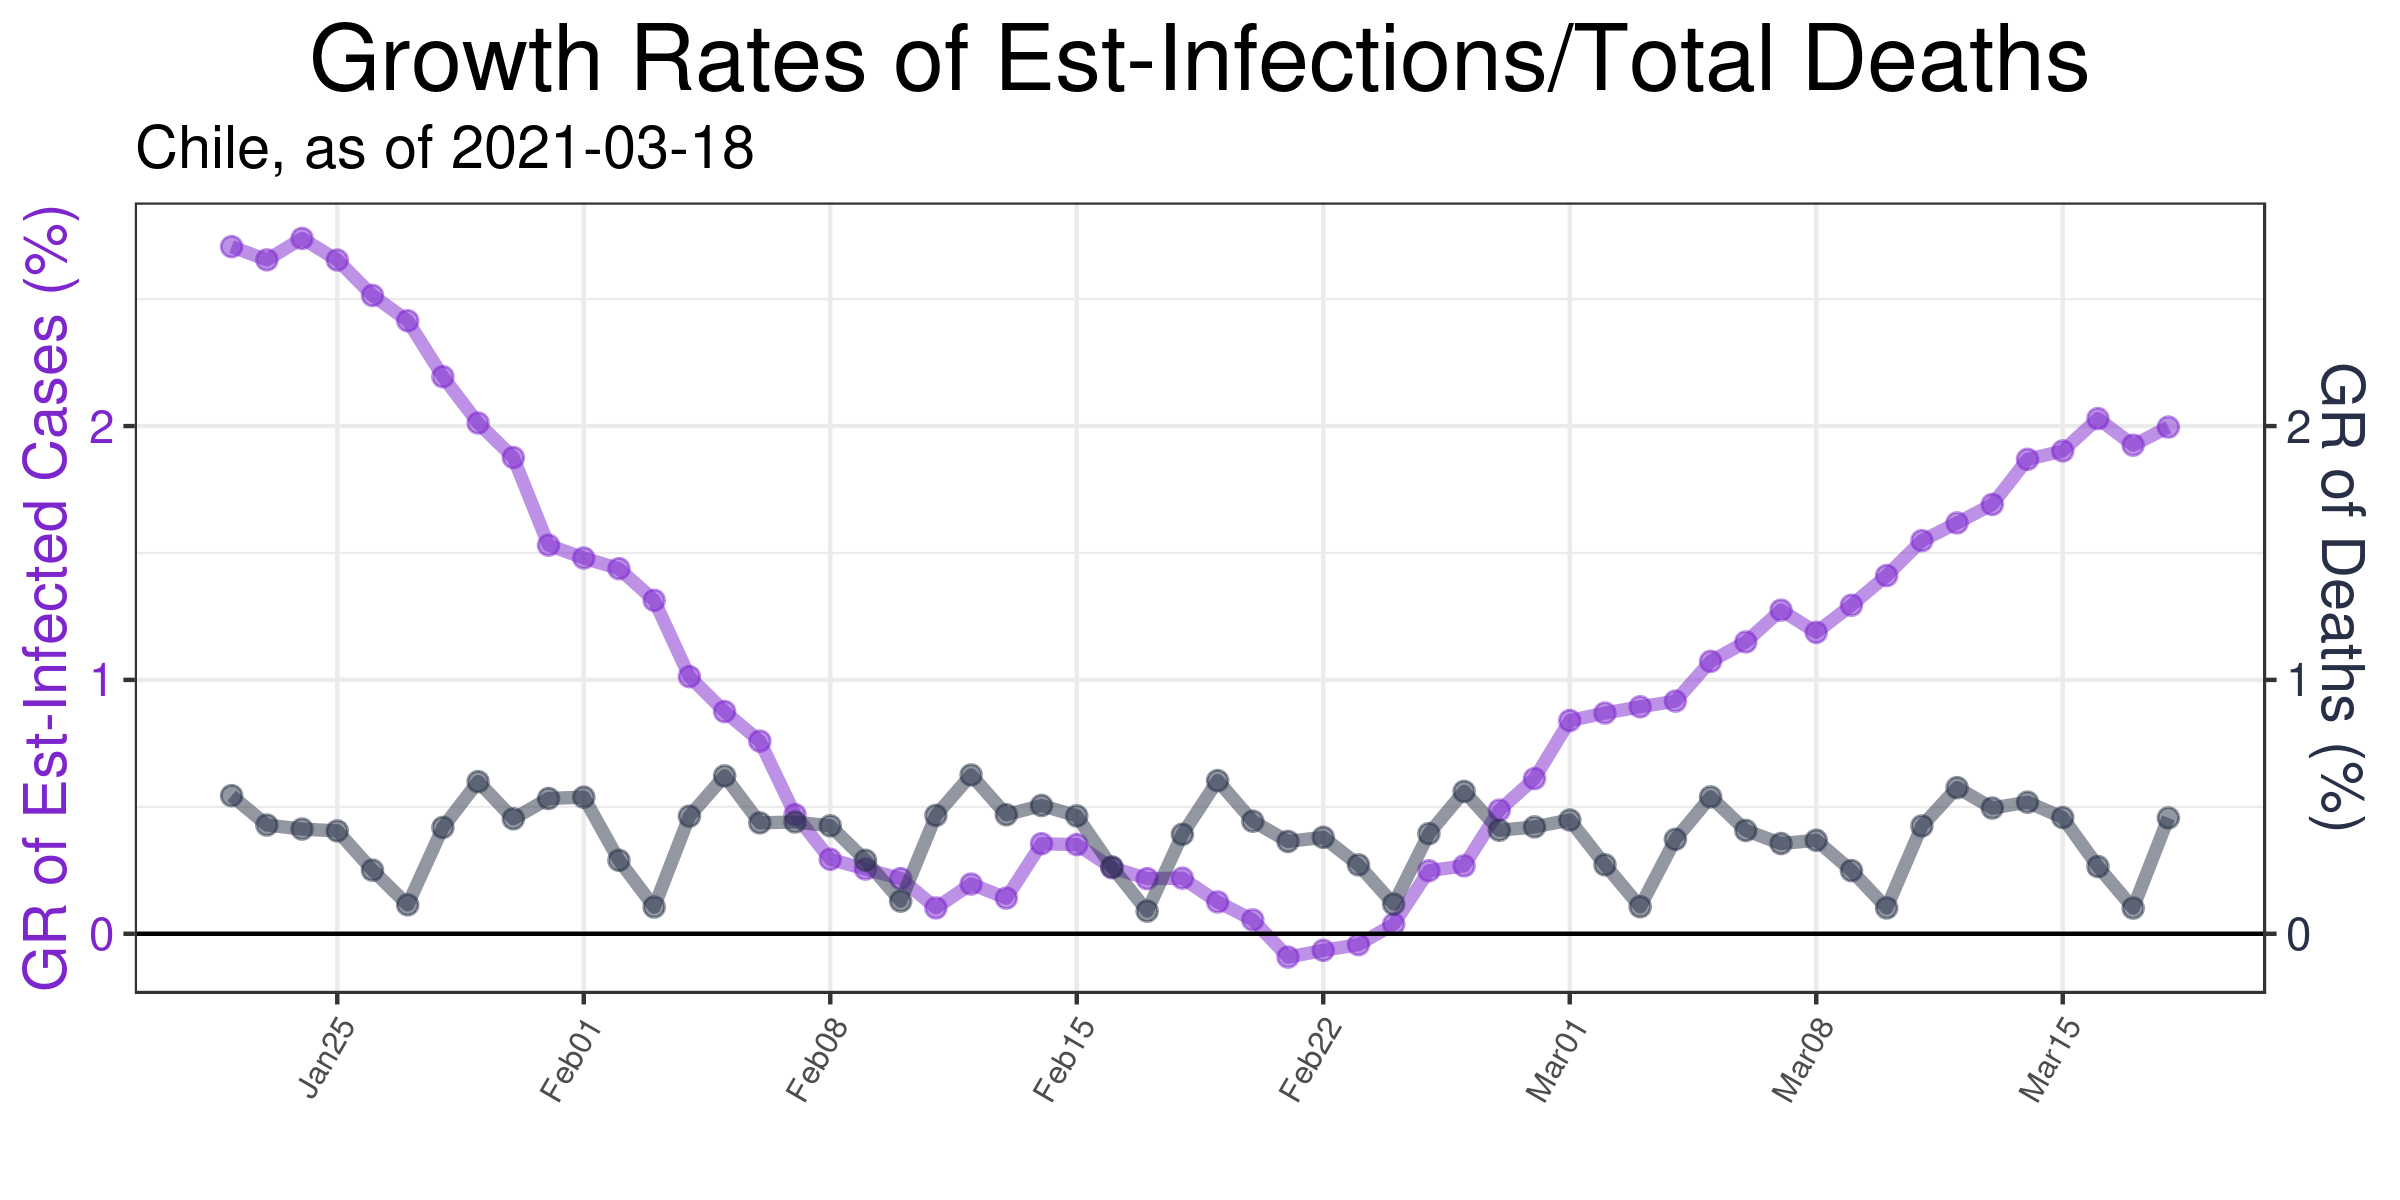 Growth Rates of Est-Infections/Total Deaths
Chile, as of 2021-03-18
GR of Est-Infected Cases (%)
2
1
0
2
1
0
GR of Deaths (%)
Jan25
Feb01
Feb08
Feb15
Feb22
Mar01
Mar08
Mar15